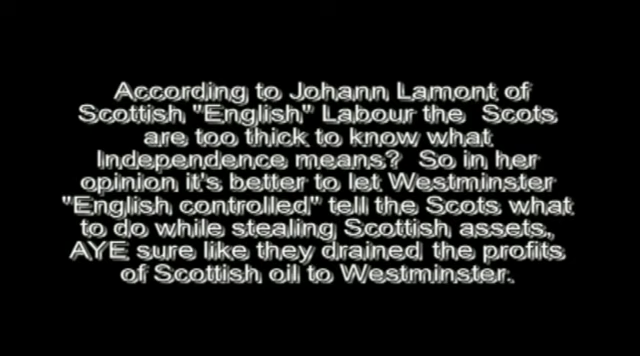 According to Johann Lamont of
Scottish "English" Labour the Scots
are too thick to know what
Independence means? So in her
opinion it's better to let Westminster
"English controlled" tell the Scots what
to do while stealing Scottish assets,
AYE sure like they drained the profits
of Scottish oil to Westminster.